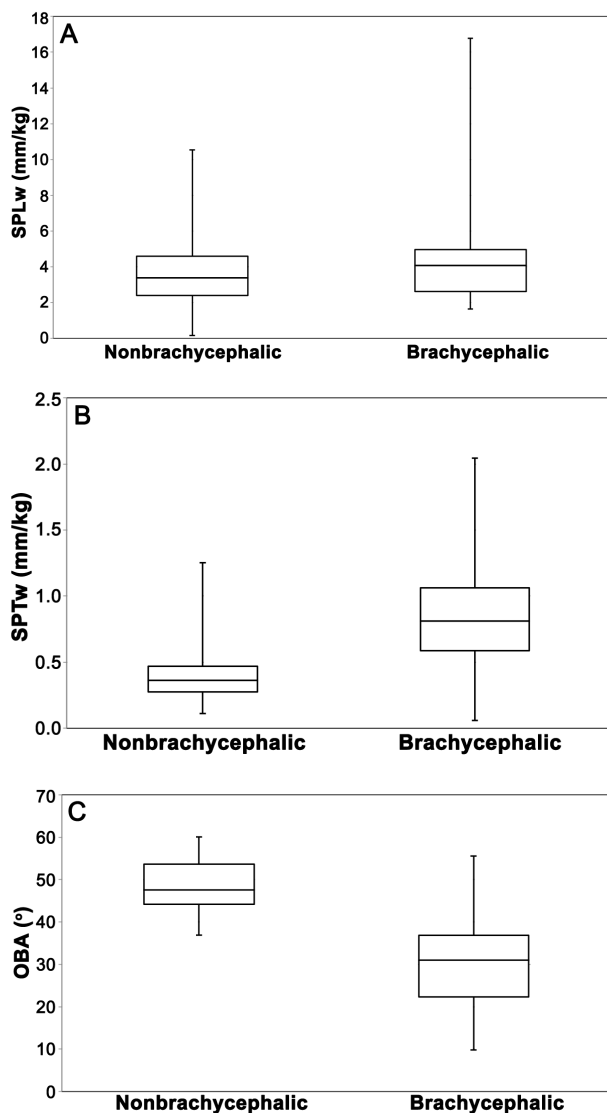 A
SPLw (mm/kg)
18
16
14
12
10
8
6
4
2
0
Nonbrachycephalic Brachycephalic
B
SPTw (mm/kg)
2.5
2.0
1.5
1.0
0.5
0.0
Nonbrachycephalic Brachycephalic
C
OBA (º)
70
60
50
40
30
20
10
0
Nonbrachycephalic Brachycephalic